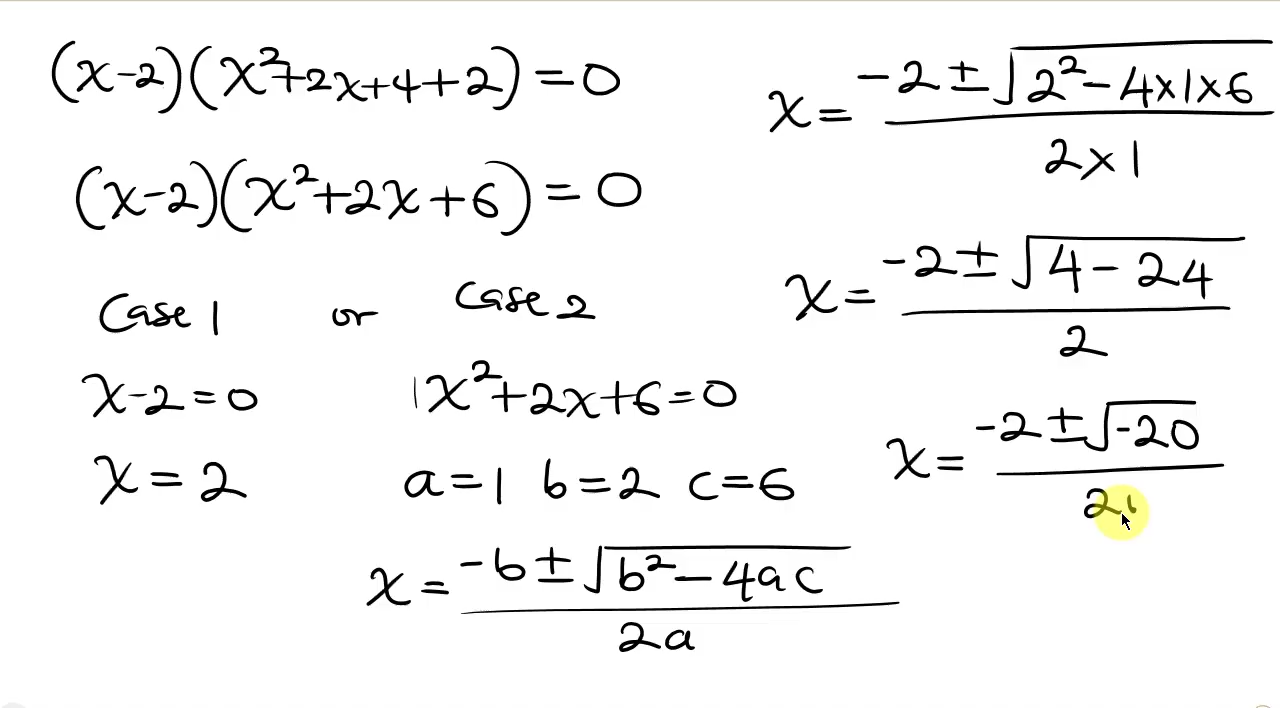 (x-2)(x²+2x+4+2)=0
(x-2)(x²+2x+6)=0
Case 1 or Case 2
x-2=0 1x²+2x+6=0
x=2 a=1 b=2 c=6
x = (-b±√(b²-4ac))/(2a)
x = (-2±√(2²-4×1×6))/(2×1)
x = (-2±√(4-24))/2
x = (-2±√(-20))/2